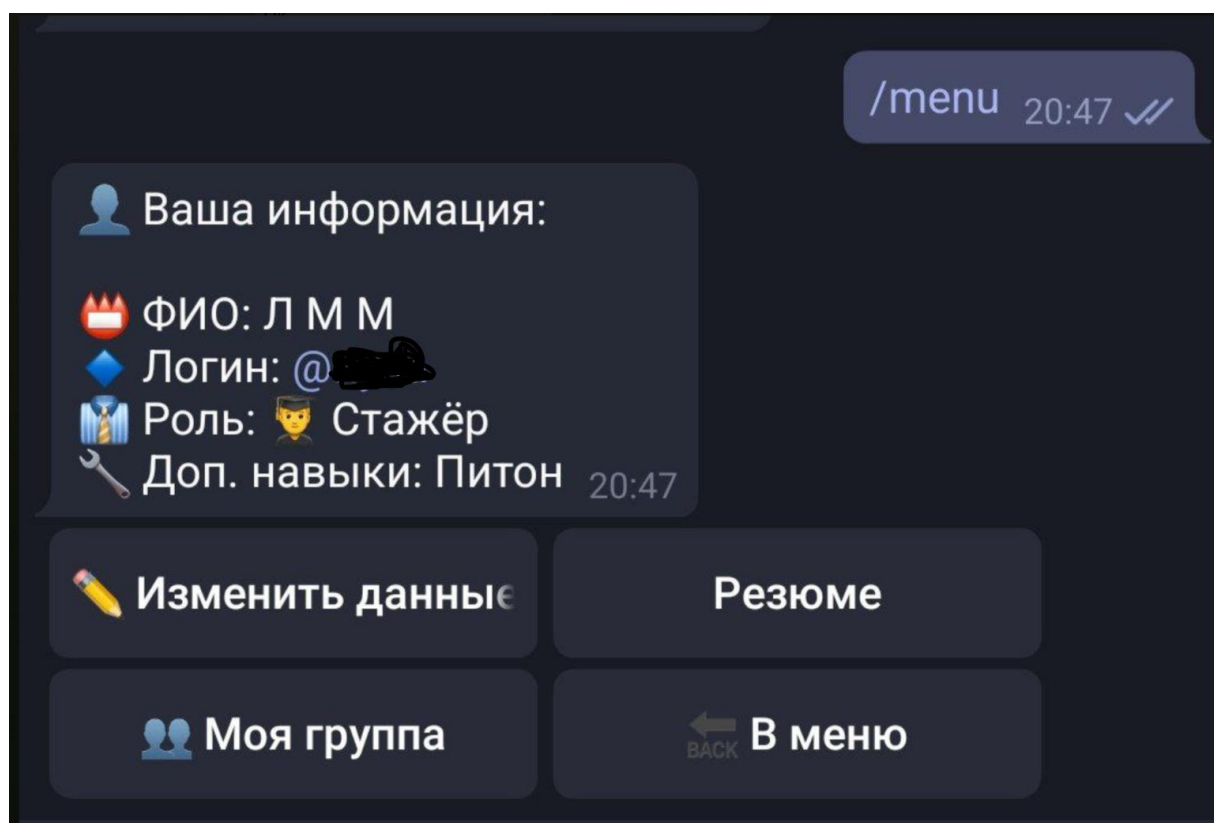 /menu 20:47
Ваша информация:
ФИО: Л М М
Логин: @
Роль: Стажёр
Доп. навыки: Питон 20:47
Изменить данные
Резюме
Моя группа
BACK В меню